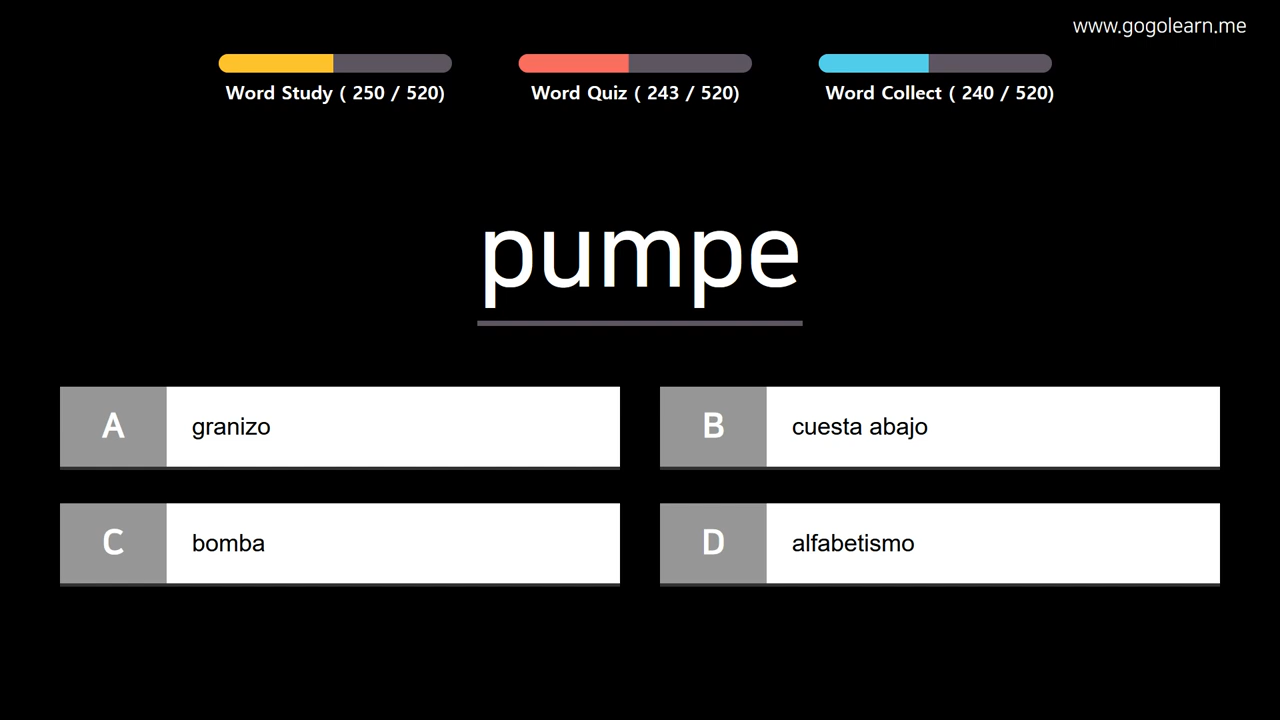 www.gogolearn.me
Word Study ( 250 / 520)
Word Quiz ( 243 / 520)
Word Collect ( 240 / 520)
pumpe
A granizo
B cuesta abajo
C bomba
D alfabetismo